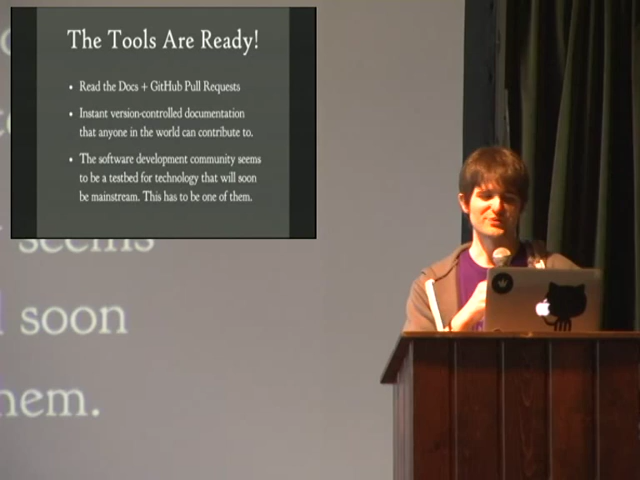 The Tools Are Ready!
• Read the Docs + GitHub Pull Requests
• Instant version-controlled documentation
that anyone in the world can contribute to.
• The software development community seems
to be a testbed for technology that will soon
be mainstream. This has to be one of them.
seems
soon
hem.